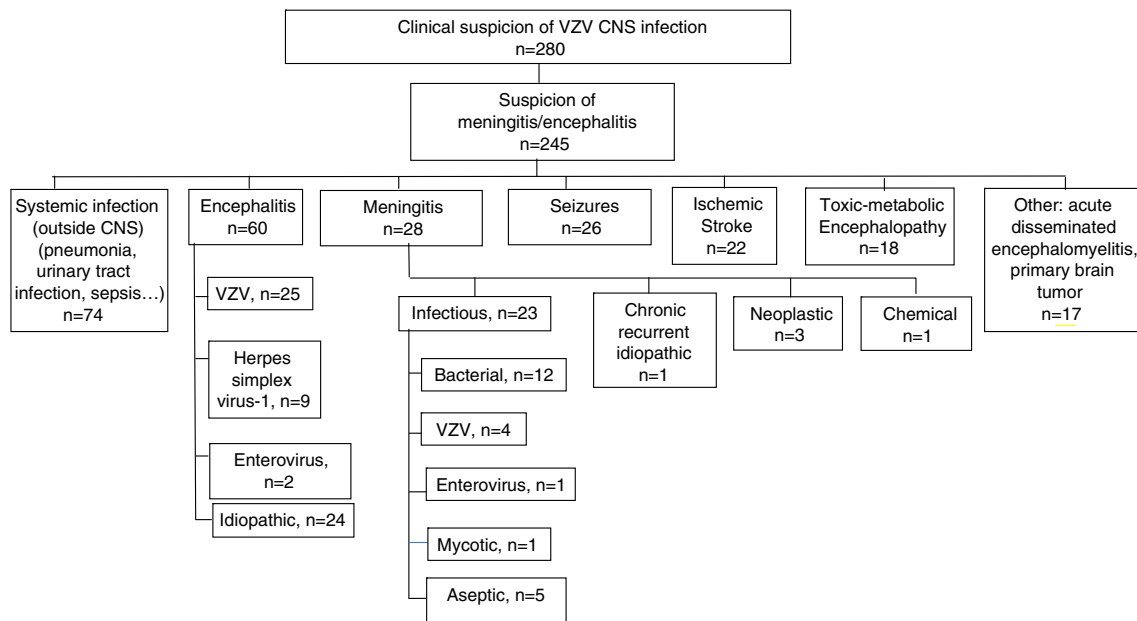 Clinical suspicion of VZV CNS infection
n=280
Suspicion of
meningitis/encephalitis
n=245
Systemic infection
(outside CNS)
(pneumonia,
urinary tract
infection, sepsis…)
n=74
Encephalitis
n=60
Meningitis
n=28
Seizures
n=26
Ischemic
Stroke
n=22
Toxic-metabolic
Encephalopathy
n=18
Other: acute
disseminated
encephalomyelitis,
primary brain
tumor
n=17
VZV, n=25
Herpes
simplex
virus-1, n=9
Enterovirus,
n=2
Idiopathic, n=24
Infectious, n=23
Chronic
recurrent
idiopathic
n=1
Neoplastic
n=3
Chemical
n=1
Bacterial, n=12
VZV, n=4
Enterovirus, n=1
Mycotic, n=1
Aseptic, n=5